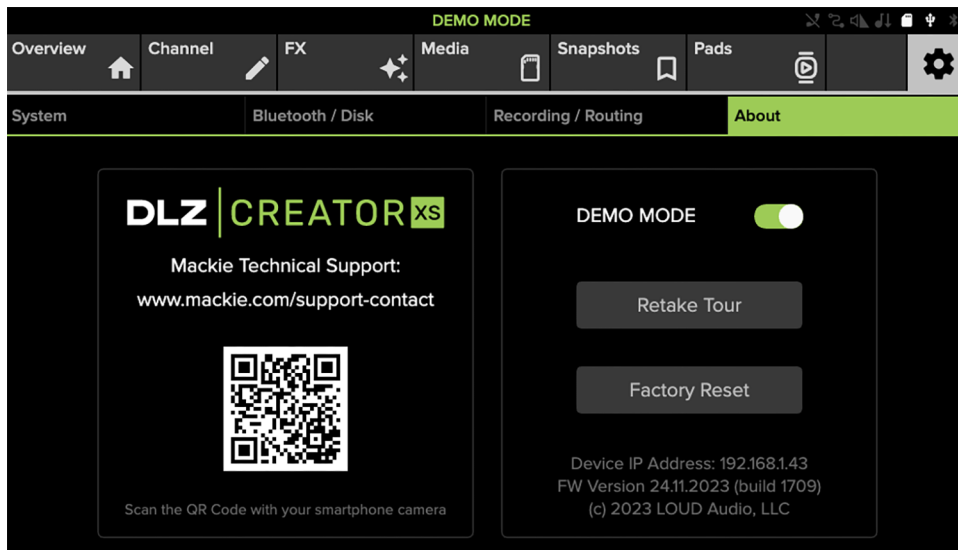 DEMO MODE
Overview
Channel
FX
Media
Snapshots
Pads
System
Bluetooth / Disk
Recording / Routing
About
DLZ CREATOR XS
Mackie Technical Support:
www.mackie.com/support-contact
Scan the QR Code with your smartphone camera
DEMO MODE
Retake Tour
Factory Reset
Device IP Address: 192.168.1.43
FW Version 24.11.2023 (build 1709)
(c) 2023 LOUD Audio, LLC